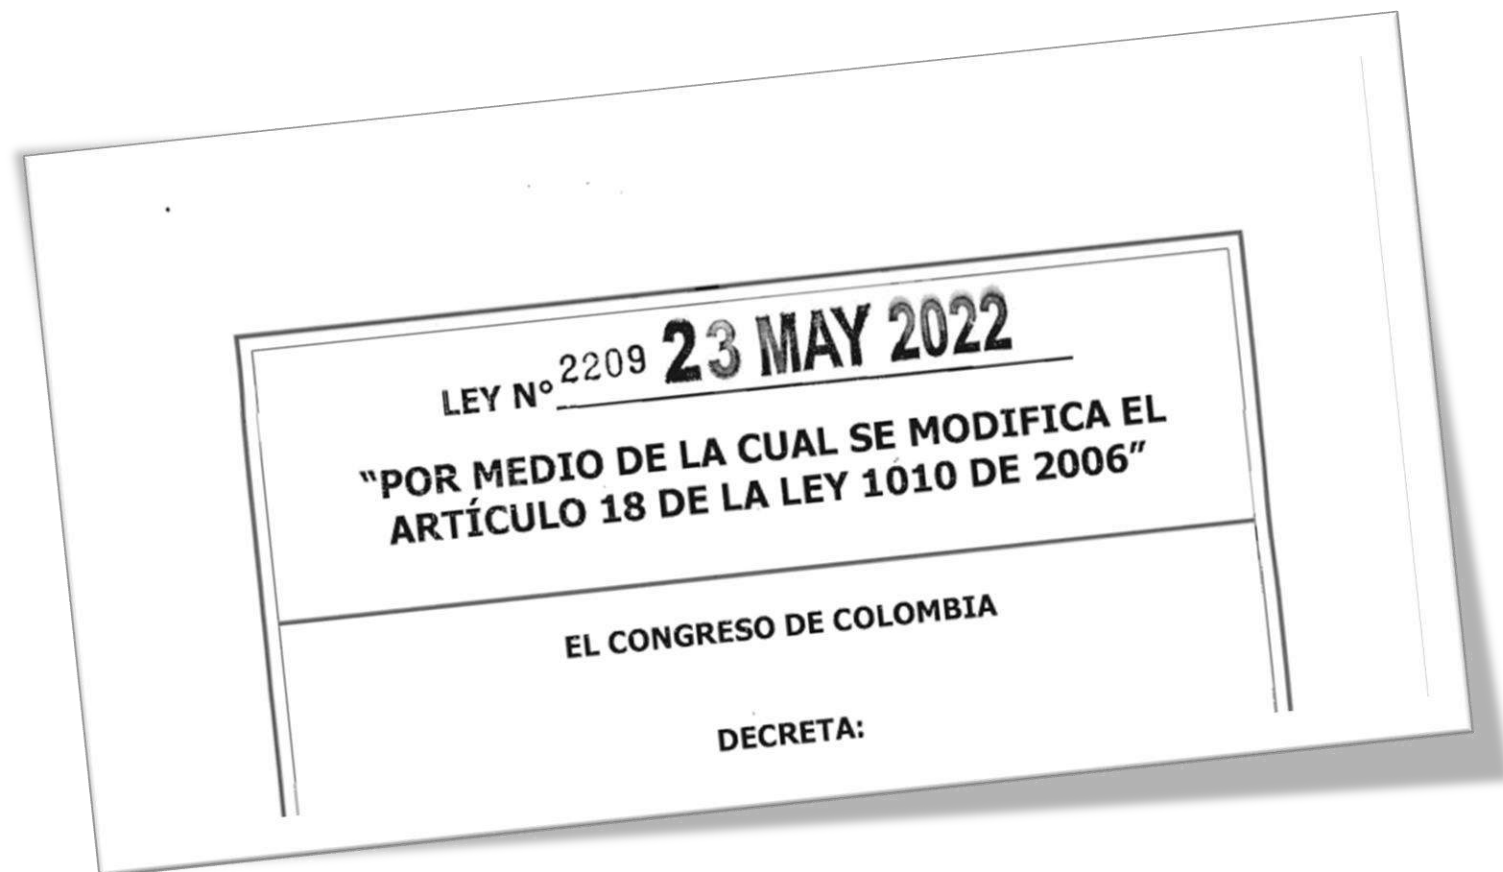 LEY N° 2209 23 MAY 2022
"POR MEDIO DE LA CUAL SE MODIFICA EL
ARTÍCULO 18 DE LA LEY 1010 DE 2006"
EL CONGRESO DE COLOMBIA
DECRETA: